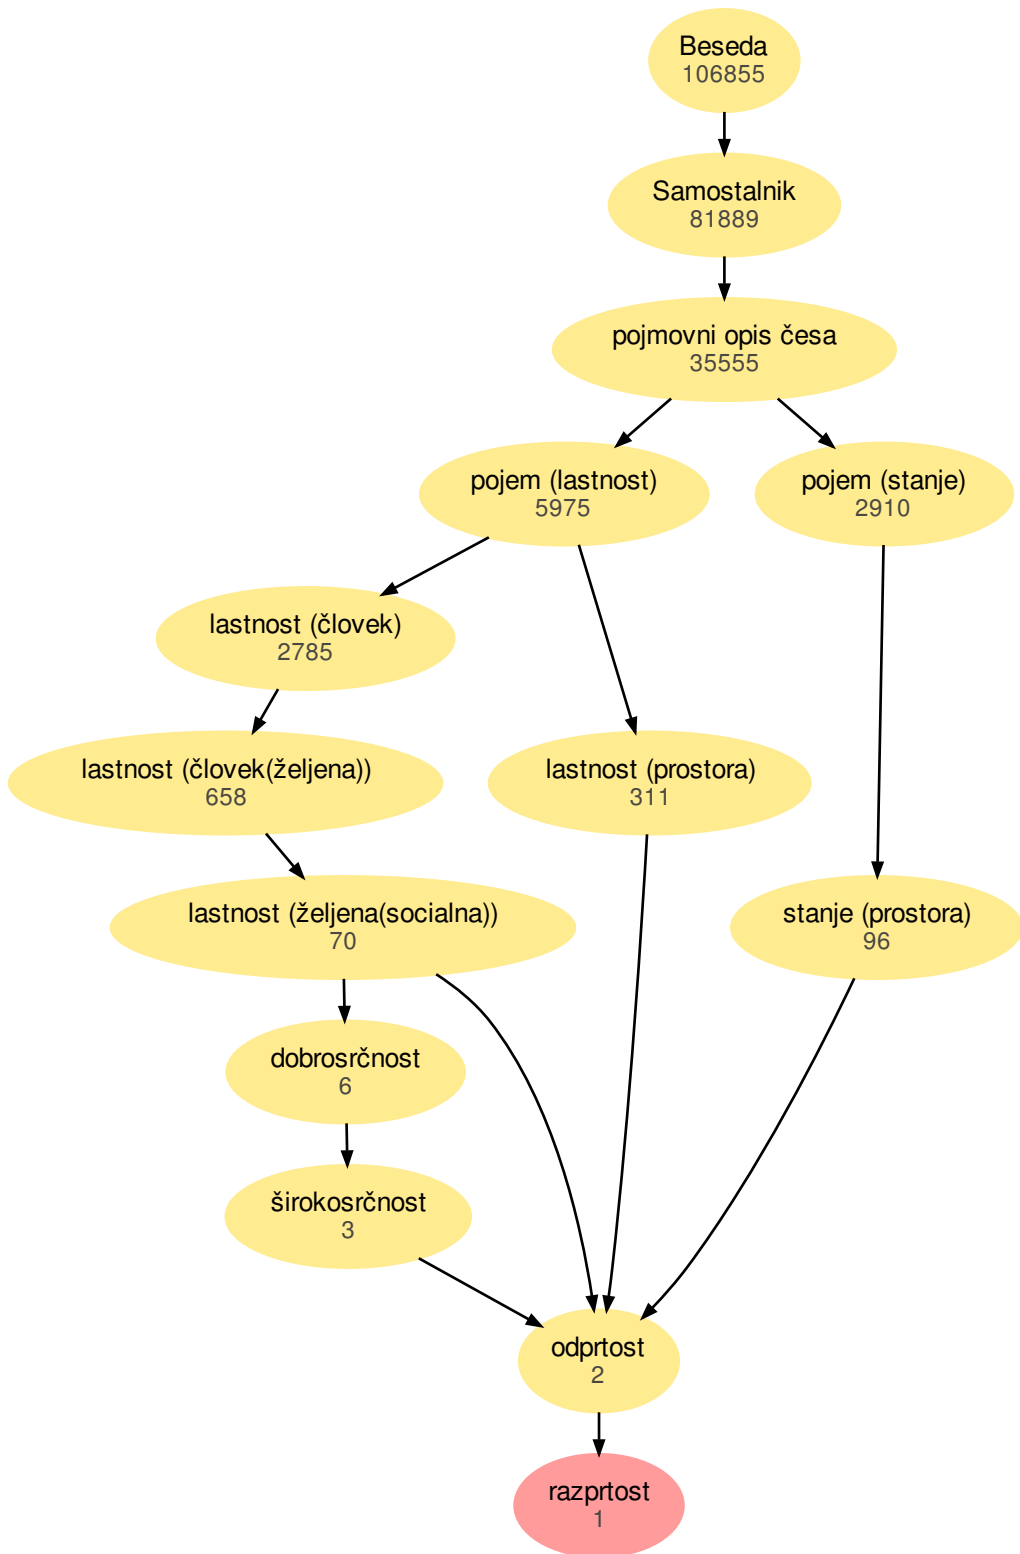 Beseda
106855
Samostalnik
81889
pojmovni opis česa
35555
pojem (lastnost)
5975
pojem (stanje)
2910
lastnost (človek)
2785
lastnost (človek(željena))
658
lastnost (prostora)
311
lastnost (željena(socialna))
70
stanje (prostora)
96
dobrosrčnost
6
širokosrčnost
3
odprtost
2
razprtost
1